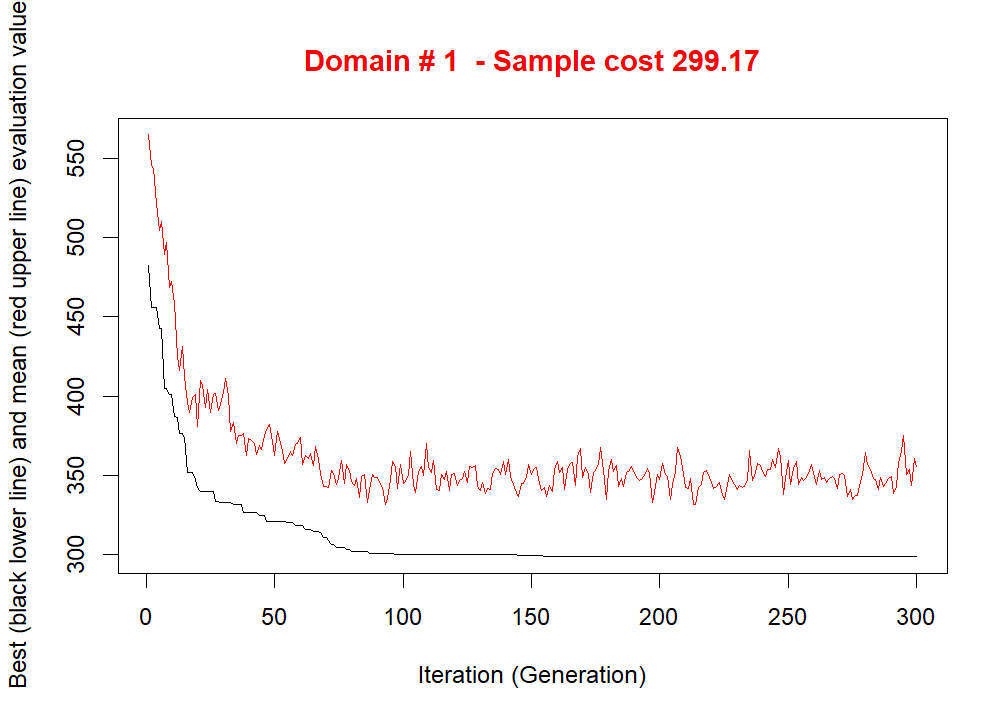 Domain # 1  - Sample cost 299.17
Best (black lower line) and mean (red upper line) evaluation value
550
500
450
400
350
300
0 50 100 150 200 250 300
Iteration (Generation)